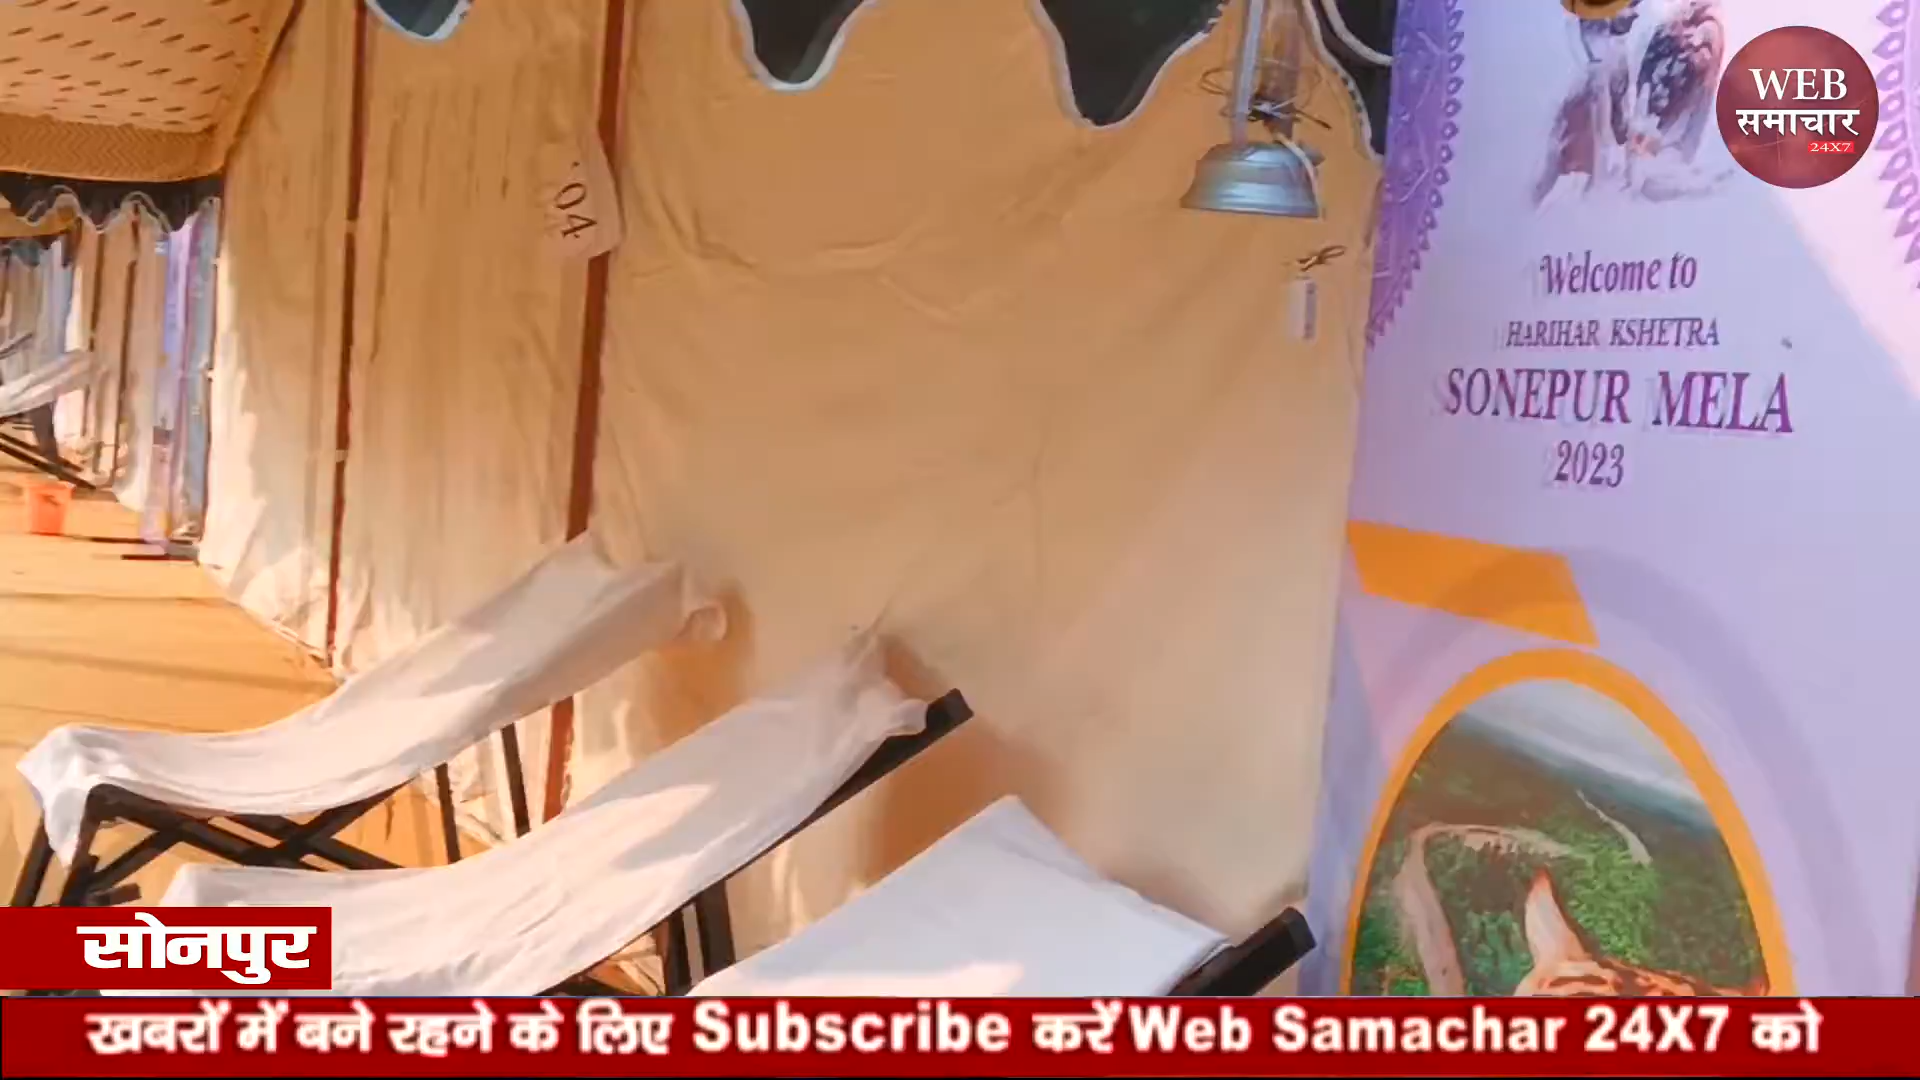 WEB
समाचार
24X7
04
Welcome to
HARIHAR KSHETRA
SONEPUR MELA
2023
सोनपुर
खबरों में बने रहने के लिए Subscribe करें Web Samachar 24X7 को